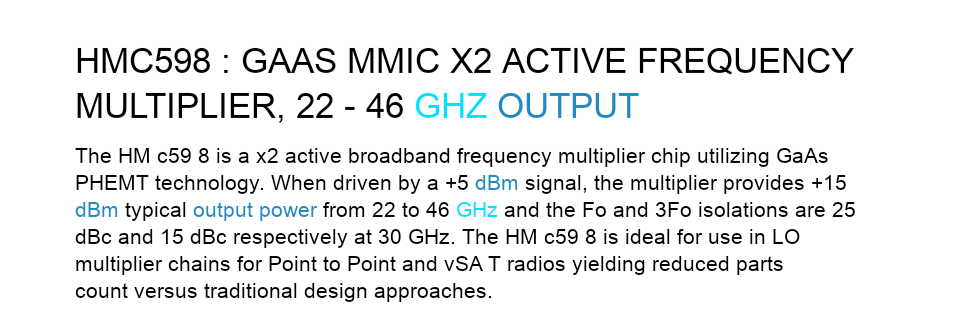 HMC598 : GAAS MMIC X2 ACTIVE FREQUENCY
MULTIPLIER, 22 - 46 GHZ OUTPUT
The HM c59 8 is a x2 active broadband frequency multiplier chip utilizing GaAs
PHEMT technology. When driven by a +5 dBm signal, the multiplier provides +15
dBm typical output power from 22 to 46 GHz and the Fo and 3Fo isolations are 25
dBc and 15 dBc respectively at 30 GHz. The HM c59 8 is ideal for use in LO
multiplier chains for Point to Point and vSA T radios yielding reduced parts
count versus traditional design approaches.